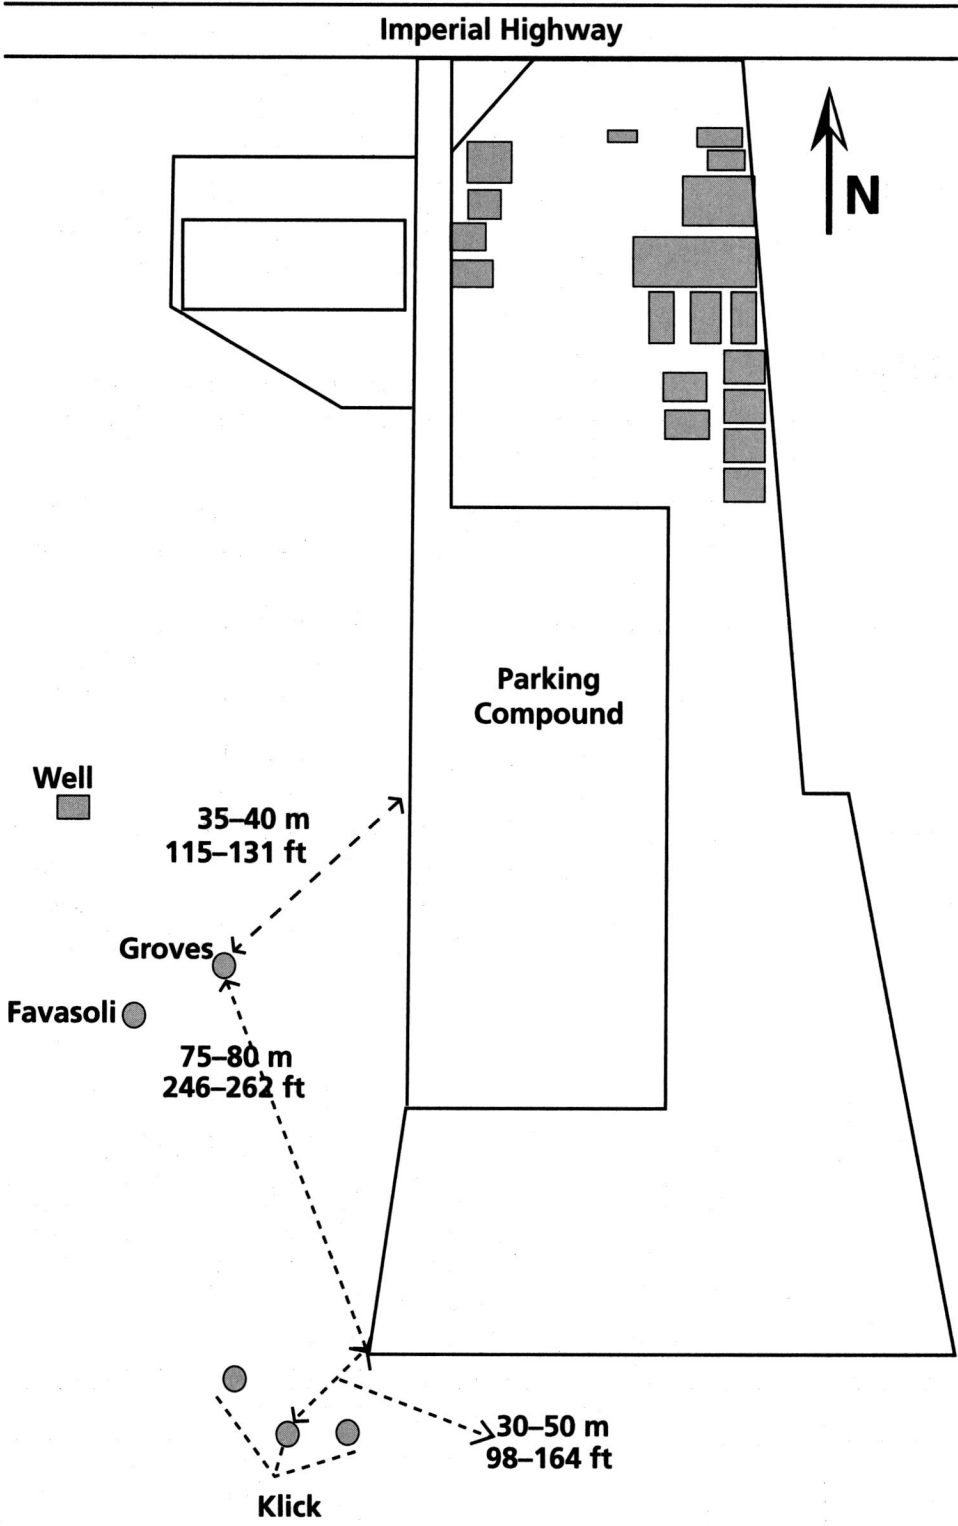 Imperial Highway
N
Parking
Compound
Well
35–40 m
115–131 ft
Groves
Favasoli
75–80 m
246–262 ft
30–50 m
98–164 ft
Klick